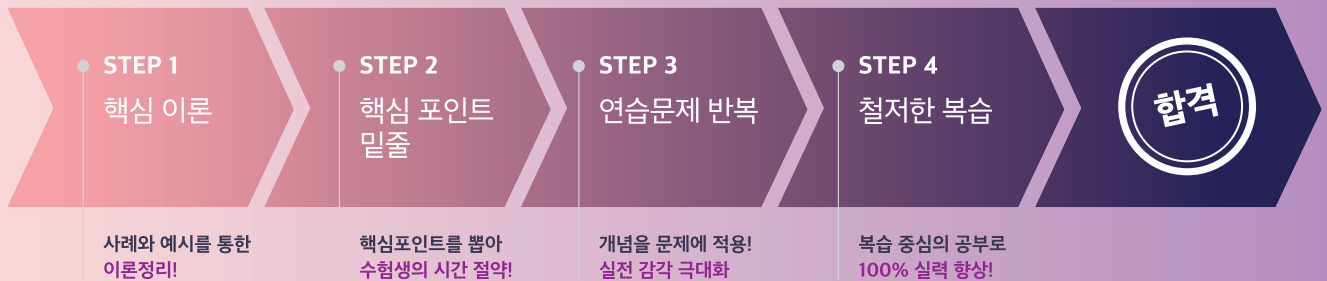 STEP 1
핵심 이론
사례와 예시를 통한
이론정리!
STEP 2
핵심 포인트
밑줄
핵심포인트를 뽑아
수험생의 시간 절약!
STEP 3
연습문제 반복
개념을 문제에 적용!
실전 감각 극대화
STEP 4
철저한 복습
복습 중심의 공부로
100% 실력 향상!
합격